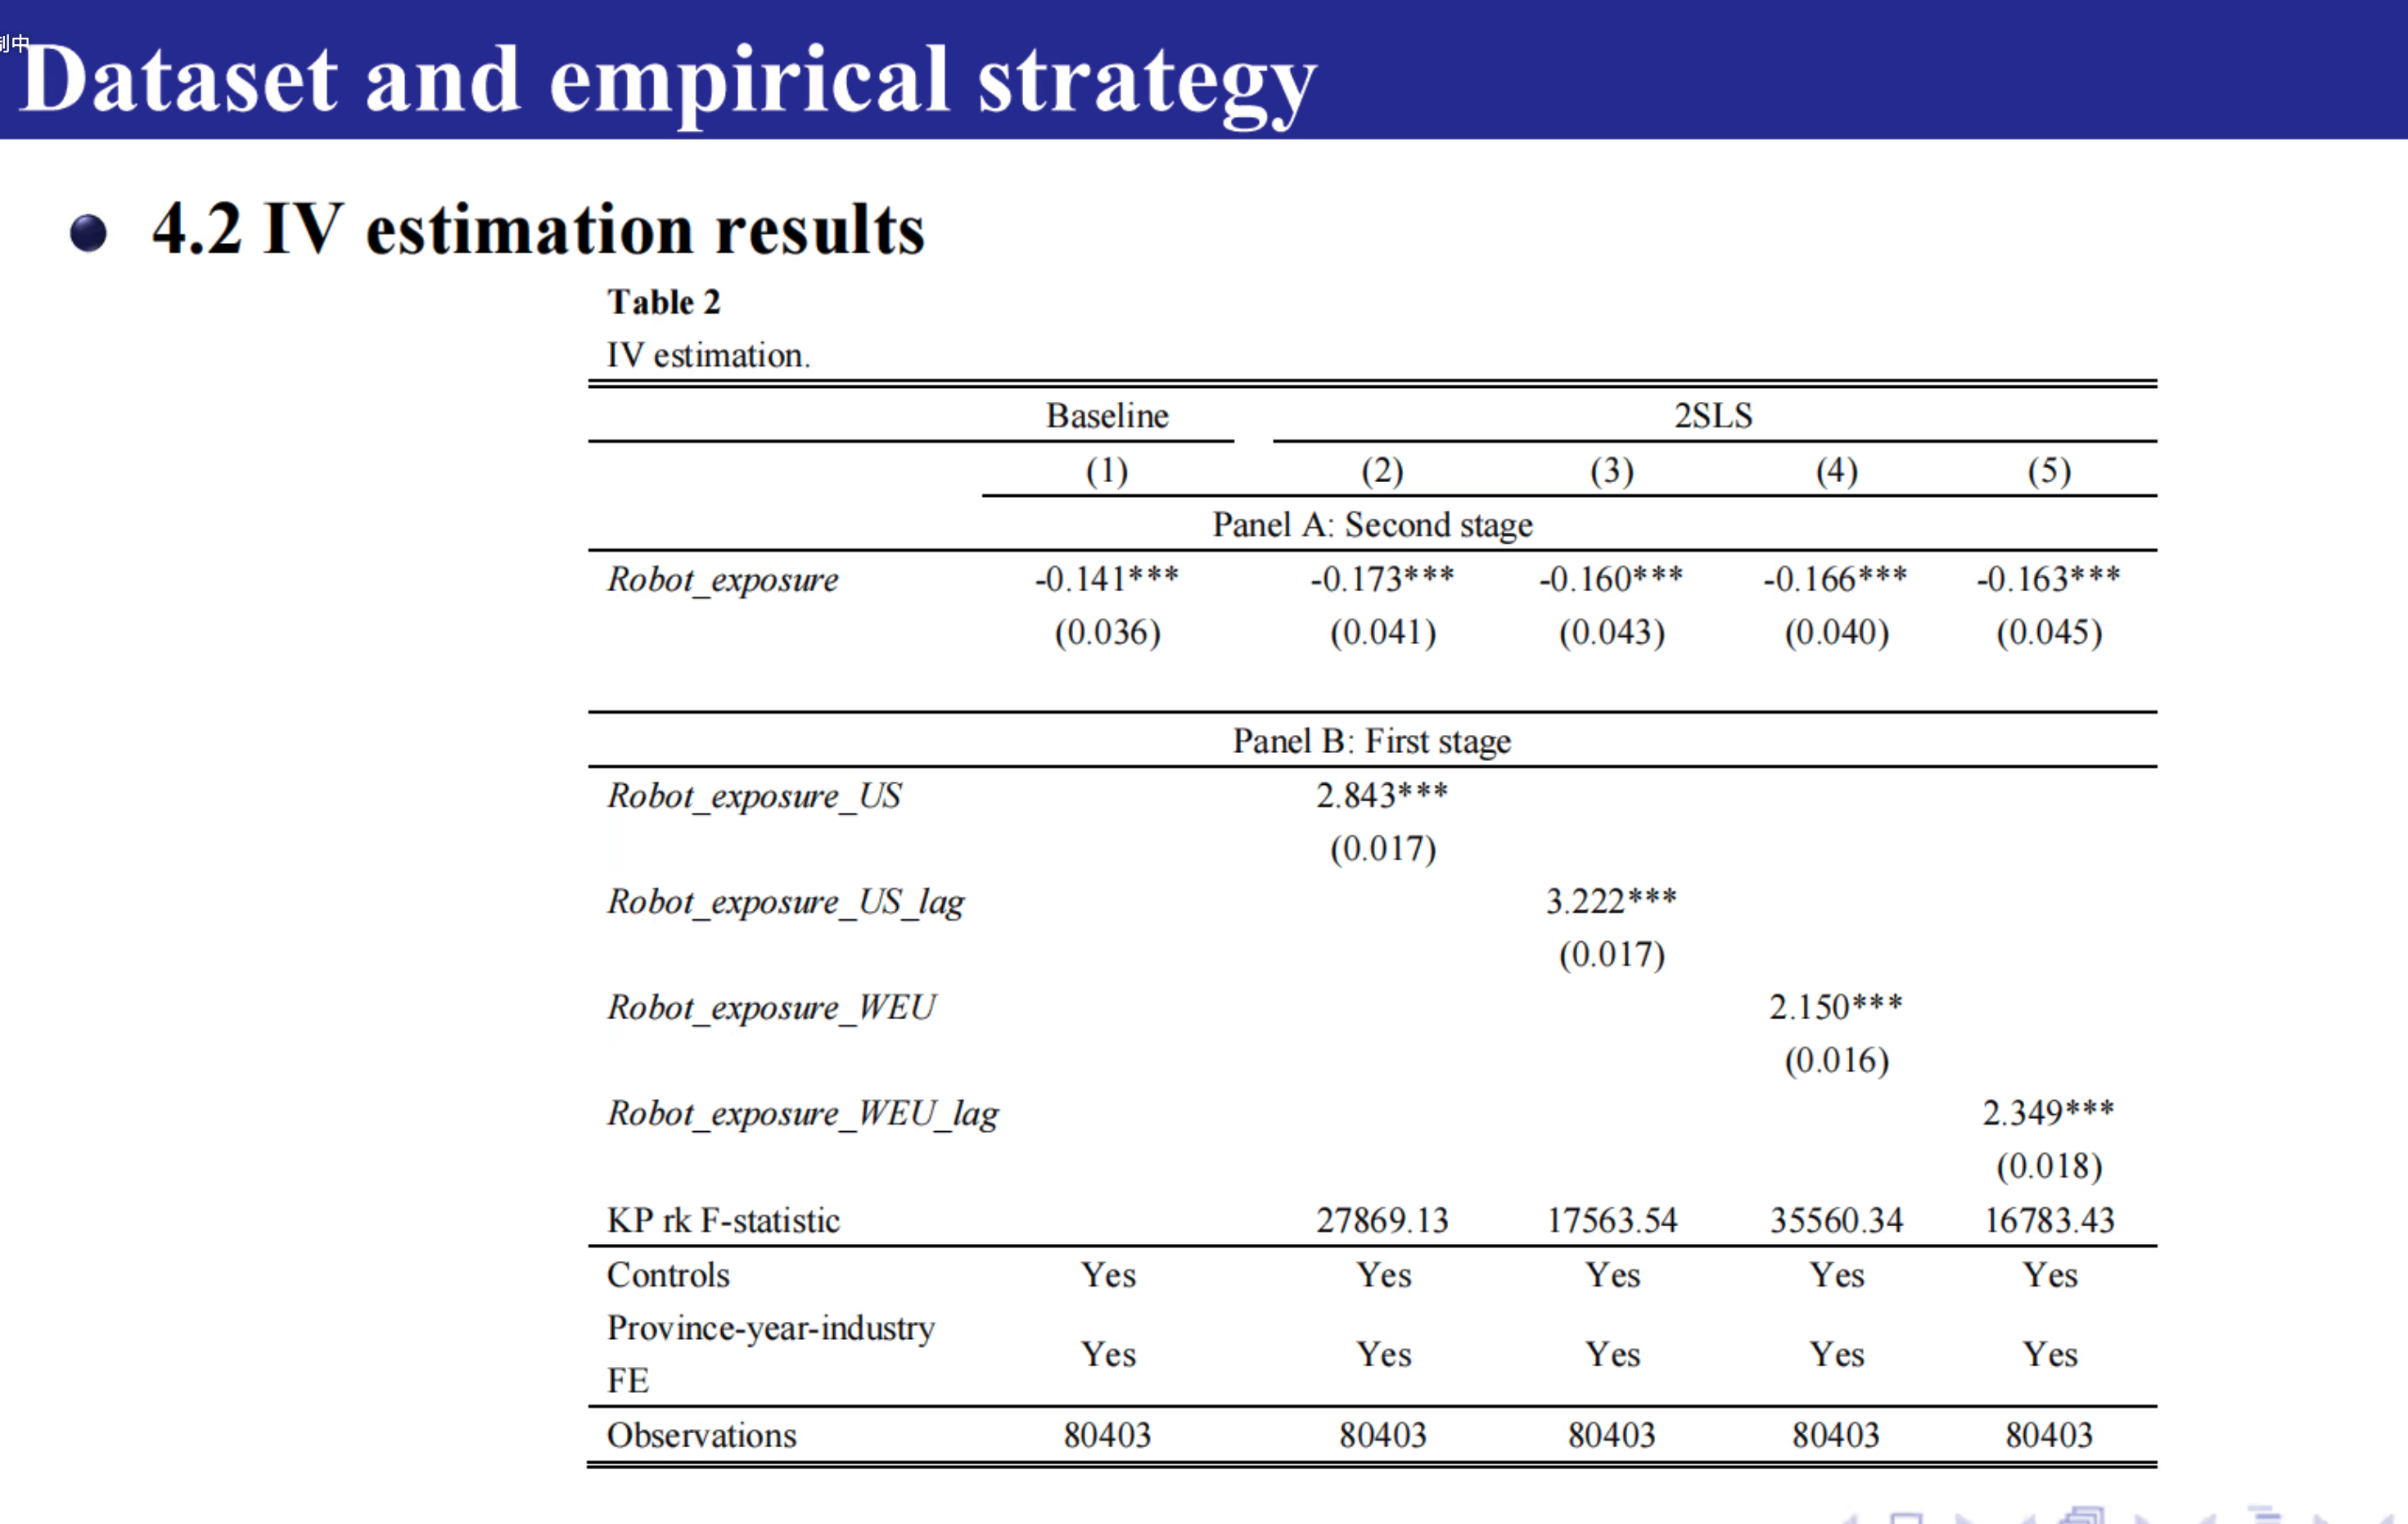 制中
Dataset and empirical strategy
4.2 IV estimation results
Table 2
IV estimation.
Baseline 2SLS
(1) (2) (3) (4) (5)
Panel A: Second stage
Robot_exposure -0.141*** -0.173*** -0.160*** -0.166*** -0.163***
(0.036) (0.041) (0.043) (0.040) (0.045)
Panel B: First stage
Robot_exposure_US 2.843***
(0.017)
Robot_exposure_US_lag 3.222***
(0.017)
Robot_exposure_WEU 2.150***
(0.016)
Robot_exposure_WEU_lag 2.349***
(0.018)
KP rk F-statistic 27869.13 17563.54 35560.34 16783.43
Controls Yes Yes Yes Yes Yes
Province-year-industry
FE Yes Yes Yes Yes Yes
Observations 80403 80403 80403 80403 80403